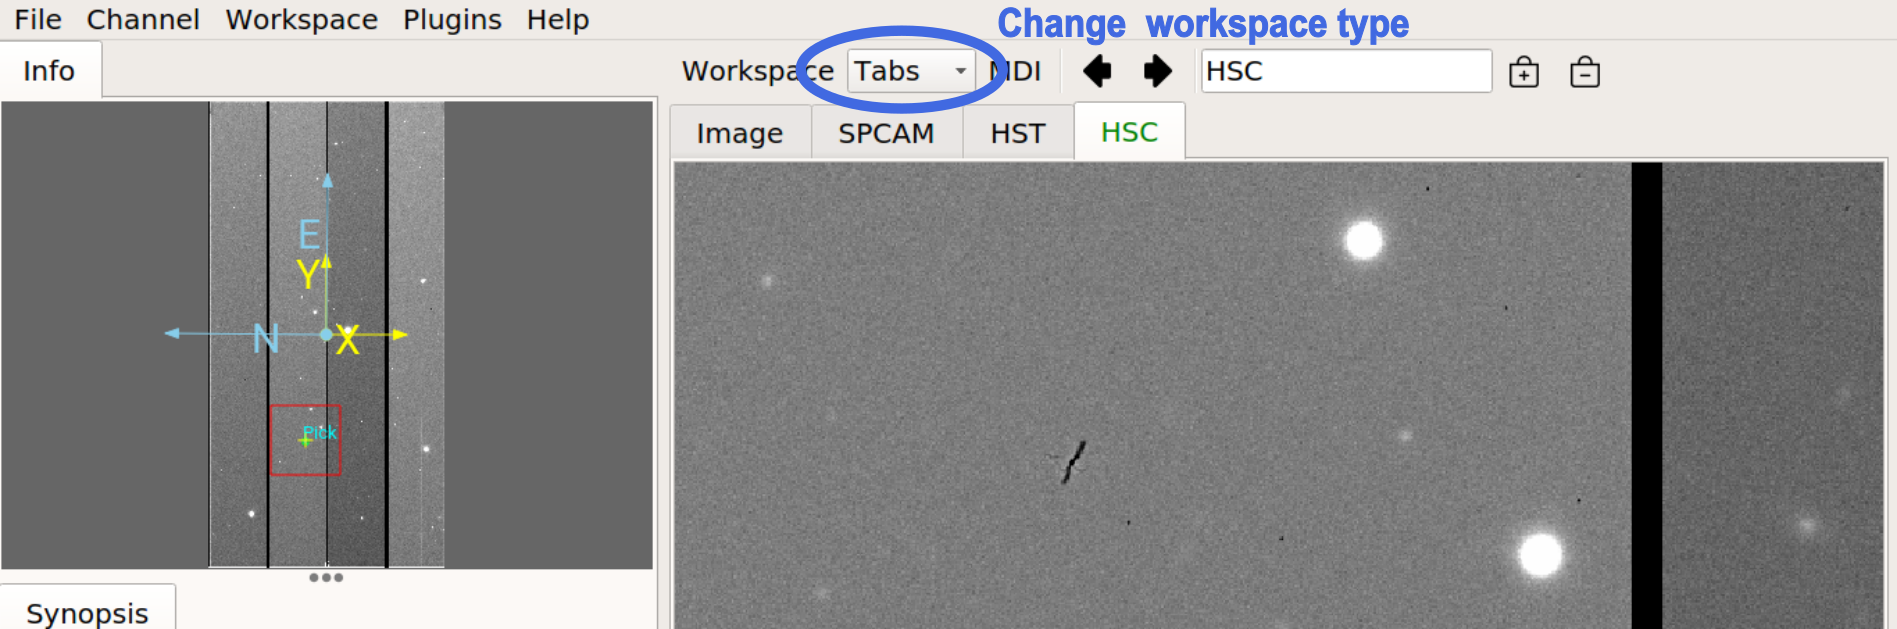 File Channel Workspace Plugins Help
Change workspace type
Info
Workspace Tabs MDI HSC
Image SPCAM HST HSC
E
Y
N X
Pick
Synopsis